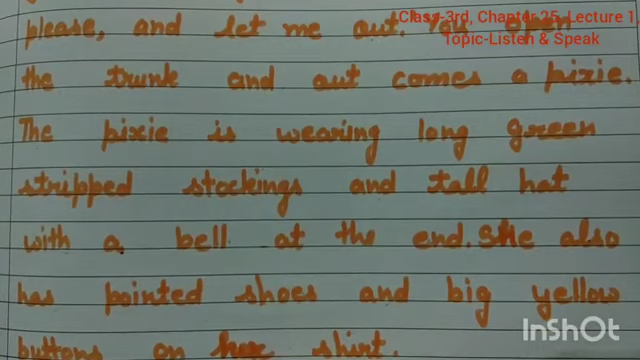 Class-3rd, Chapter 25, Lecture 1,
Topic-Listen & Speak
please, and let me out. You open
the trunk and out comes a pixie.
The pixie is wearing long green
stripped stockings and tall hat
with a bell at the end. She also
has pointed shoes and big yellow
buttons on her shirt.
InShOt